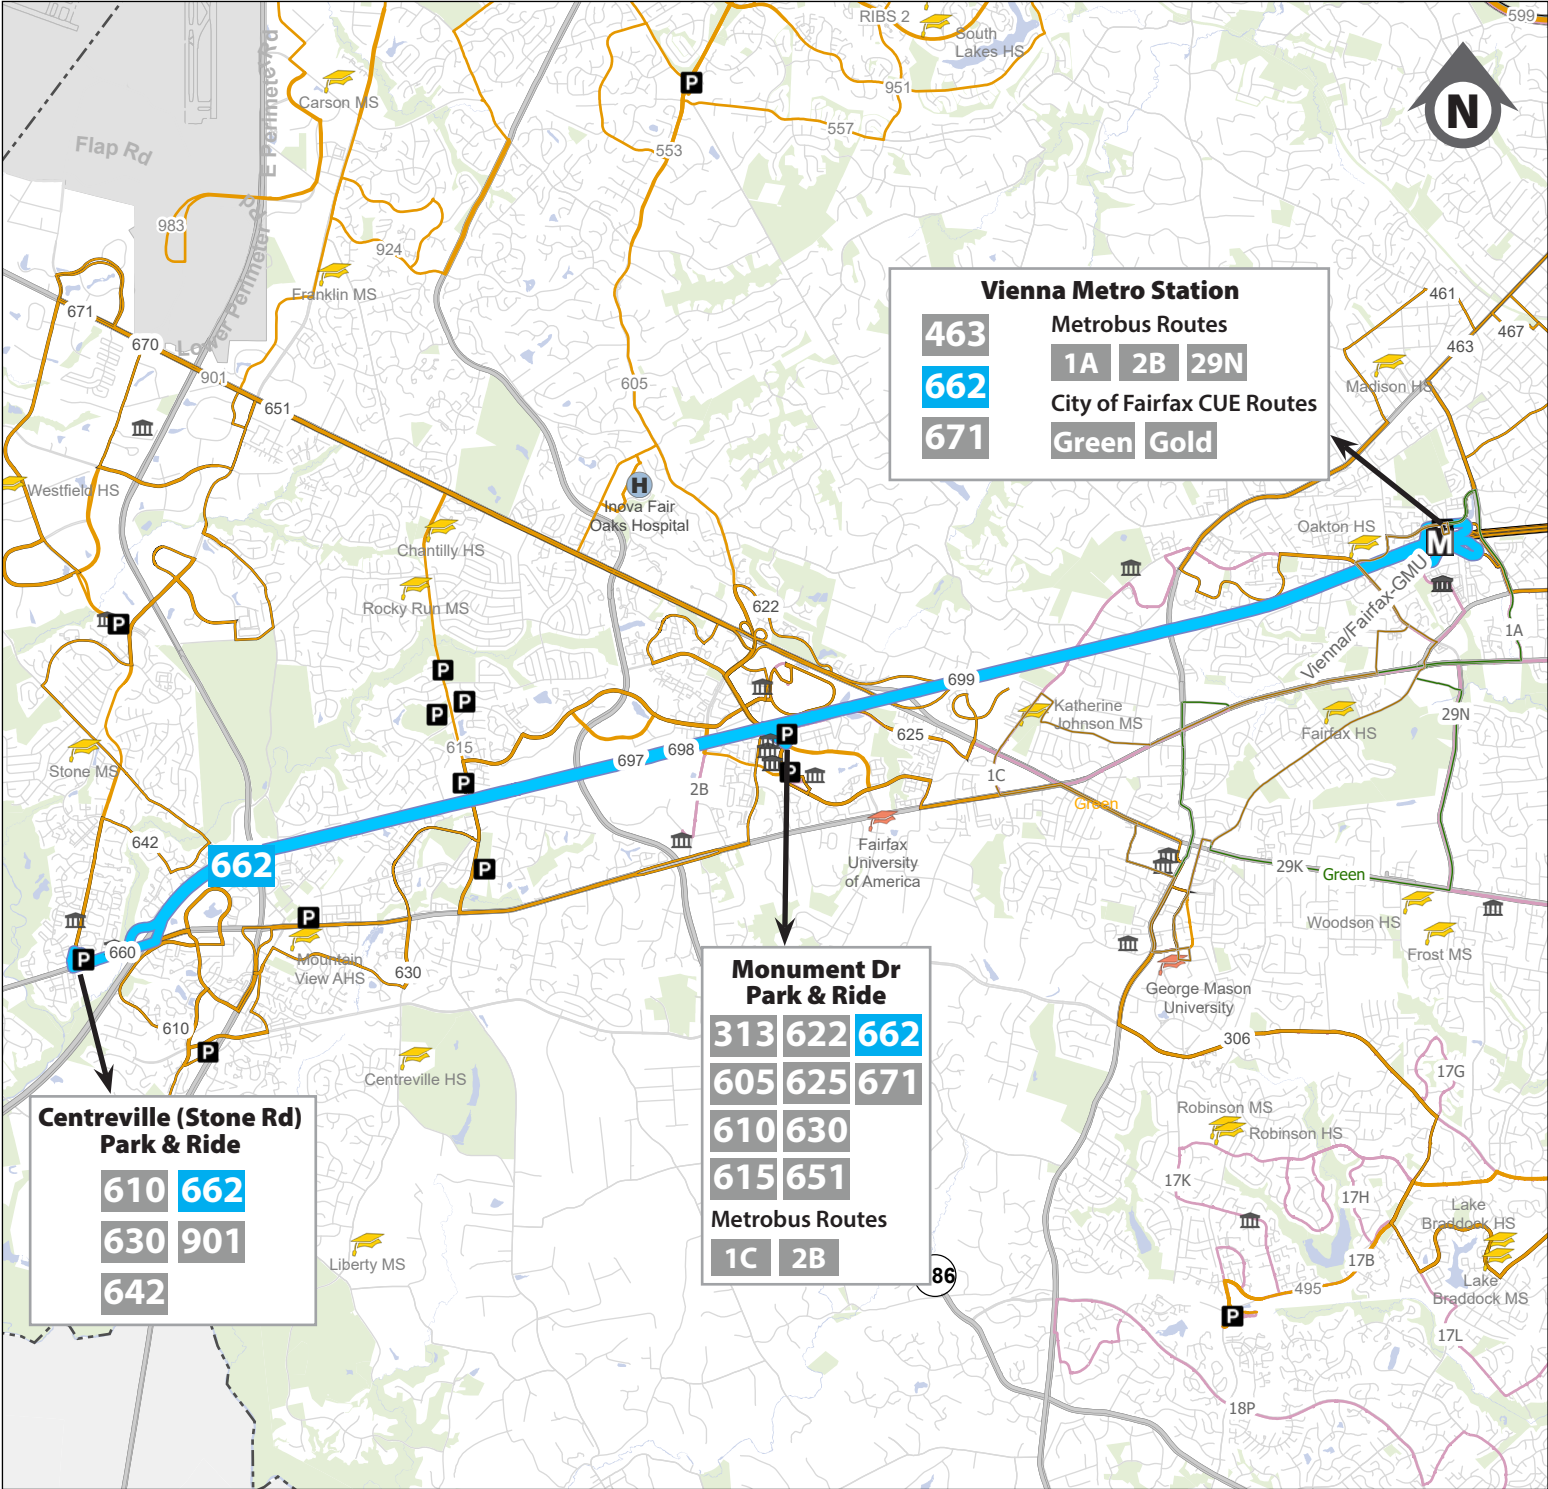 599
RIBS 2
South
Lakes HS
951
557
553
Carson MS
E Perimeter Rd
Flap Rd
N
983
924
Franklin MS
Lower Perimeter Rd
671
670
901
651
605
Vienna Metro Station
463
662
671
Metrobus Routes
1A 2B 29N
City of Fairfax CUE Routes
Green Gold
461
467
463
Madison HS
Westfield HS
H
Inova Fair
Oaks Hospital
Chantilly HS
Rocky Run MS
Oakton HS
M
Vienna/Fairfax-GMU
1A
622
P
699
Katherine
Johnson MS
29N
Fairfax HS
625
698
697
615
2B
1C
Green
Stone MS
642
662
Fairfax
University
of America
29K
Green
Woodson HS
Frost MS
660
Mountain
View AHS
630
610
George Mason
University
306
Centreville HS
Monument Dr
Park & Ride
313 622 662
605 625 671
610 630
615 651
Metrobus Routes
1C 2B
Centreville (Stone Rd)
Park & Ride
610 662
630 901
642
Liberty MS
86
17G
Robinson MS
Robinson HS
17K
17H
Lake
Braddock HS
17B
495
Lake
Braddock MS
17L
18P